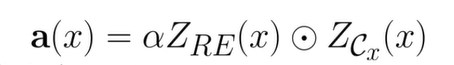 𝐚(x) = αZ_{RE}(x) ⊙ Z_{𝒞_x}(x)